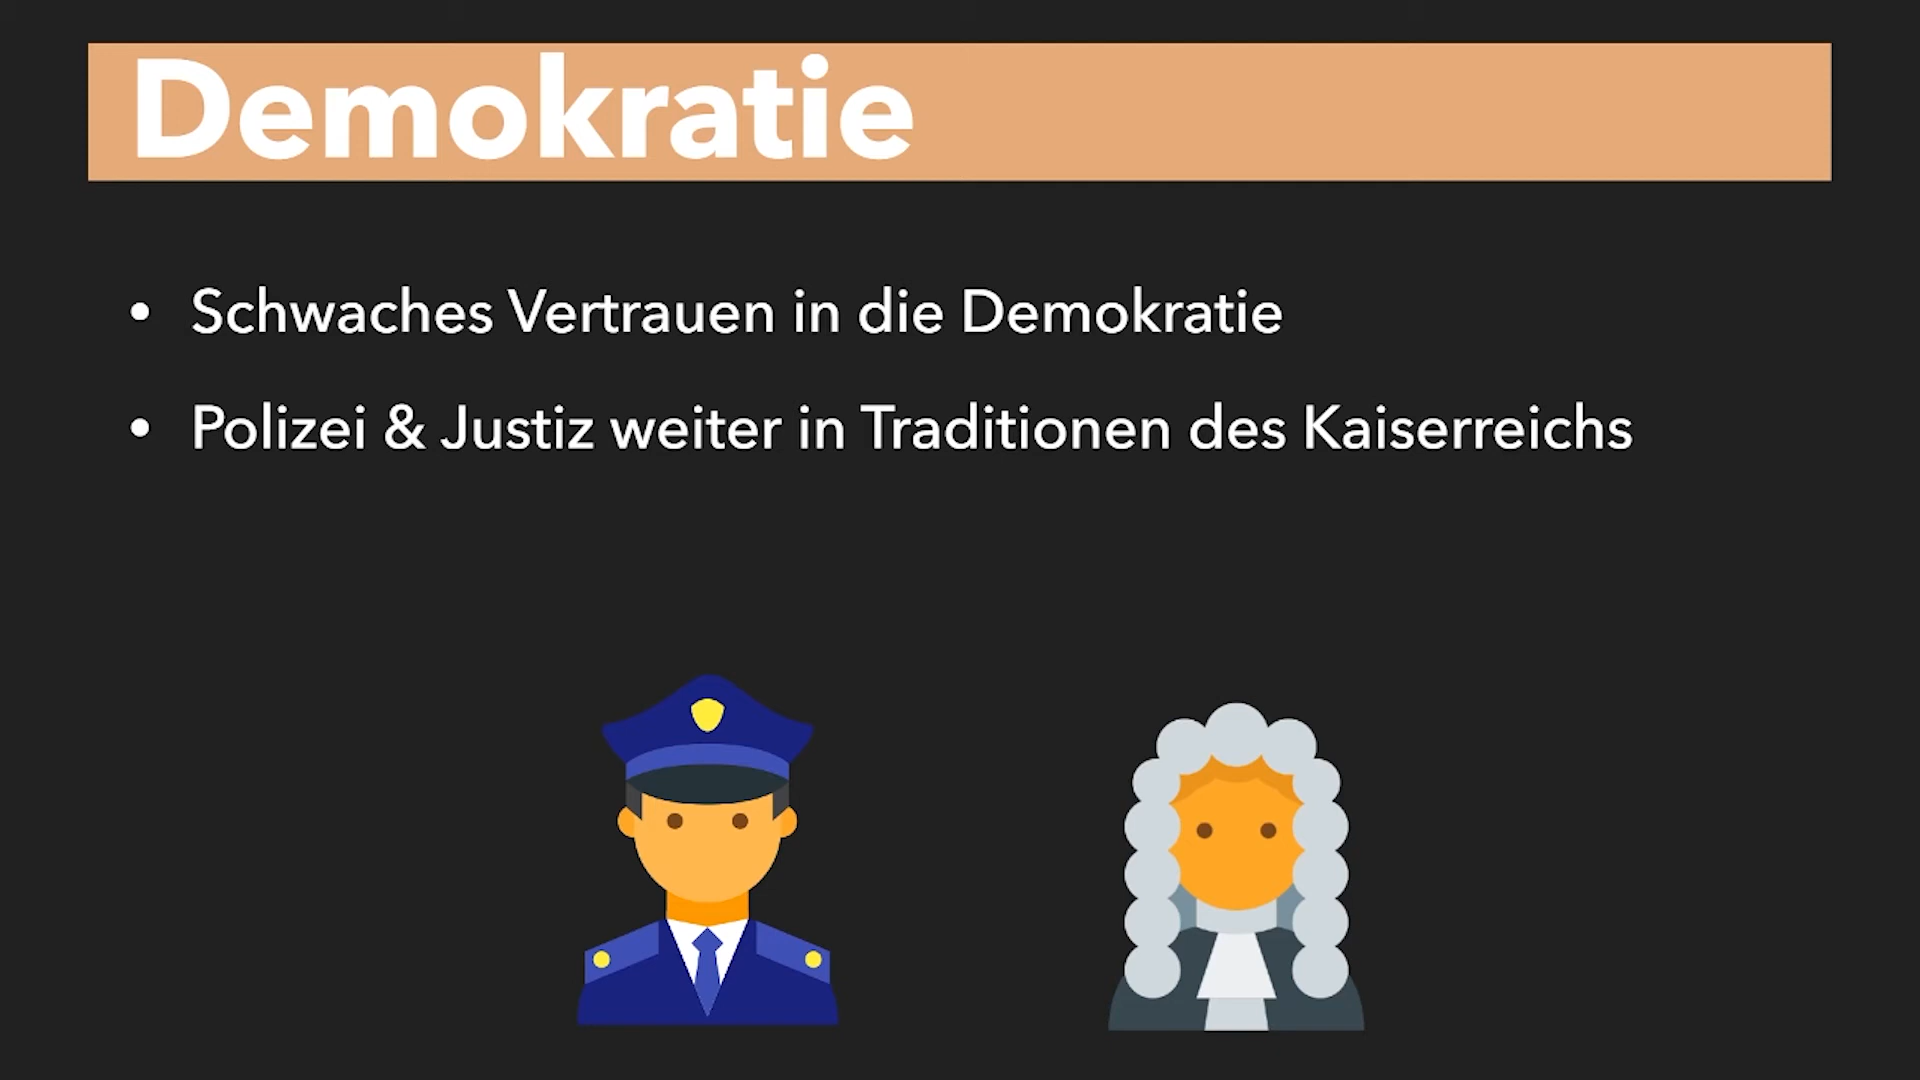 Demokratie
• Schwaches Vertrauen in die Demokratie
• Polizei & Justiz weiter in Traditionen des Kaiserreichs